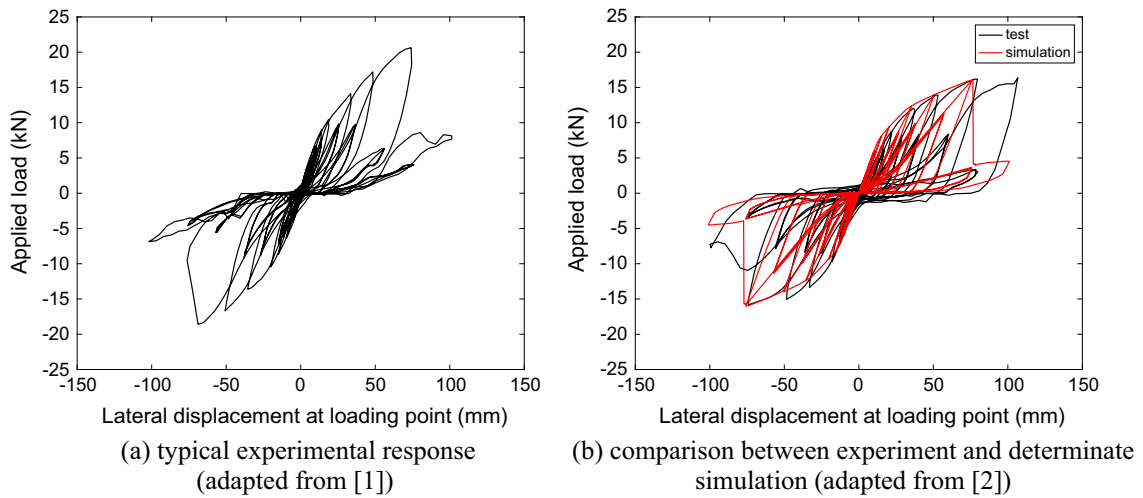 25
20
15
10
5
0
-5
-10
-15
-20
-25
-150 -100 -50 0 50 100 150
Applied load (kN)
Lateral displacement at loading point (mm)
(a) typical experimental response
(adapted from [1])
25
20
15
10
5
0
-5
-10
-15
-20
-25
-150 -100 -50 0 50 100 150
Applied load (kN)
test
simulation
Lateral displacement at loading point (mm)
(b) comparison between experiment and determinate
simulation (adapted from [2])